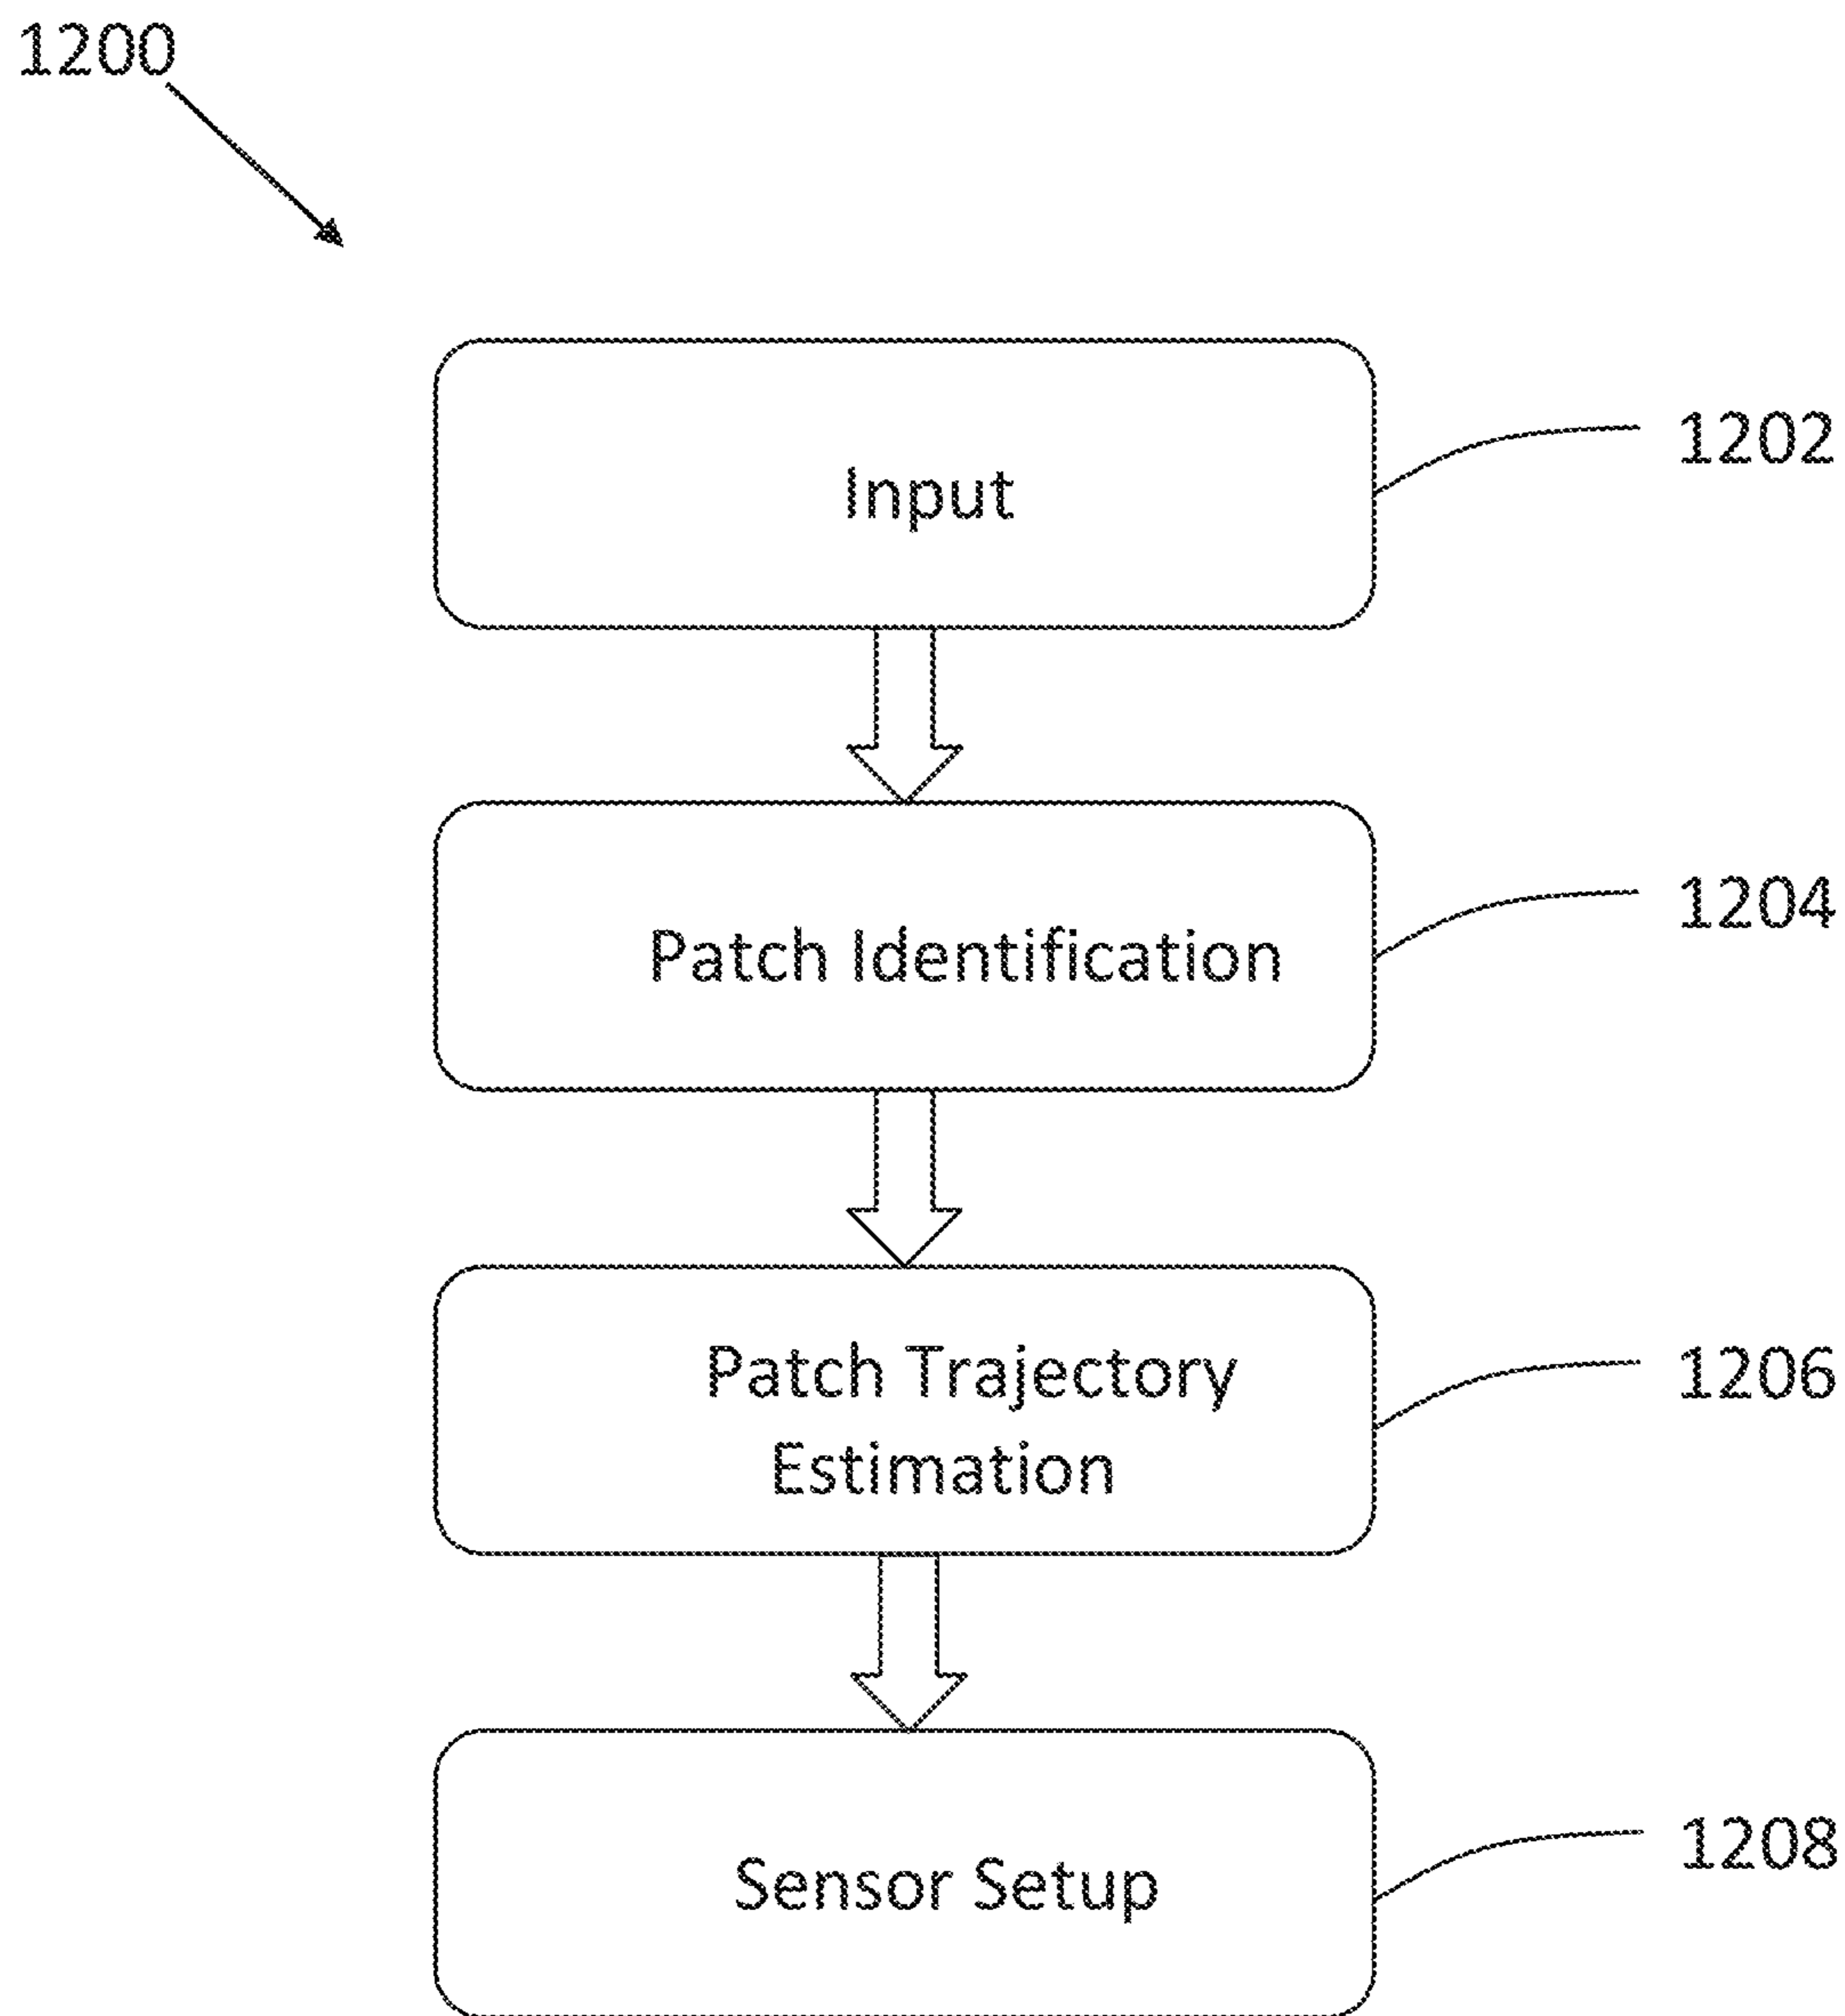 1200
Input
1202
Patch Identification
1204
Patch Trajectory
Estimation
1206
Sensor Setup
1208